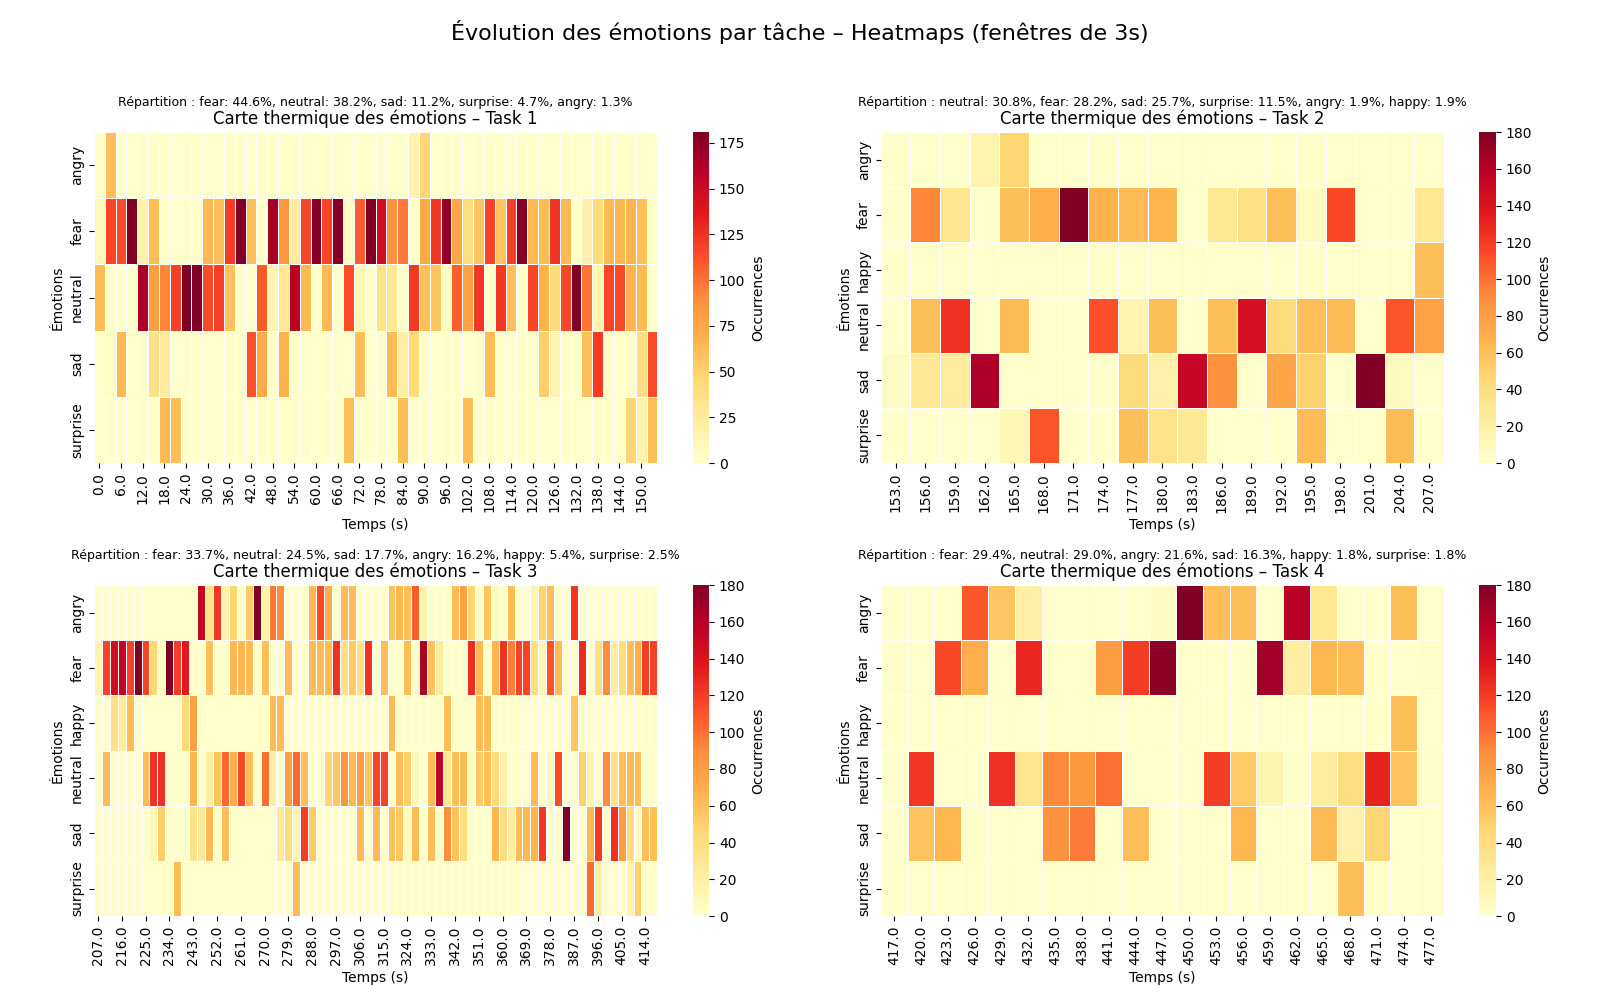 Évolution des émotions par tâche – Heatmaps (fenêtres de 3s)
Répartition : fear: 44.6%, neutral: 38.2%, sad: 11.2%, surprise: 4.7%, angry: 1.3%
Carte thermique des émotions – Task 1
Émotions
angry
fear
neutral
sad
surprise
0.0 6.0 12.0 18.0 24.0 30.0 36.0 42.0 48.0 54.0 60.0 66.0 72.0 78.0 84.0 90.0 96.0 102.0 108.0 114.0 120.0 126.0 132.0 138.0 144.0 150.0
Temps (s)
175
150
125
100
75
50
25
0
Occurrences
Répartition : neutral: 30.8%, fear: 28.2%, sad: 25.7%, surprise: 11.5%, angry: 1.9%, happy: 1.9%
Carte thermique des émotions – Task 2
Émotions
angry
fear
happy
neutral
sad
surprise
153.0 156.0 159.0 162.0 165.0 168.0 171.0 174.0 177.0 180.0 183.0 186.0 189.0 192.0 195.0 198.0 201.0 204.0 207.0
Temps (s)
180
160
140
120
100
80
60
40
20
0
Occurrences
Répartition : fear: 33.7%, neutral: 24.5%, sad: 17.7%, angry: 16.2%, happy: 5.4%, surprise: 2.5%
Carte thermique des émotions – Task 3
Émotions
angry
fear
happy
neutral
sad
surprise
207.0 216.0 225.0 234.0 243.0 252.0 261.0 270.0 279.0 288.0 297.0 306.0 315.0 324.0 333.0 342.0 351.0 360.0 369.0 378.0 387.0 396.0 405.0 414.0
Temps (s)
180
160
140
120
100
80
60
40
20
0
Occurrences
Répartition : fear: 29.4%, neutral: 29.0%, angry: 21.6%, sad: 16.3%, happy: 1.8%, surprise: 1.8%
Carte thermique des émotions – Task 4
Émotions
angry
fear
happy
neutral
sad
surprise
417.0 420.0 423.0 426.0 429.0 432.0 435.0 438.0 441.0 444.0 447.0 450.0 453.0 456.0 459.0 462.0 465.0 468.0 471.0 474.0 477.0
Temps (s)
180
160
140
120
100
80
60
40
20
0
Occurrences